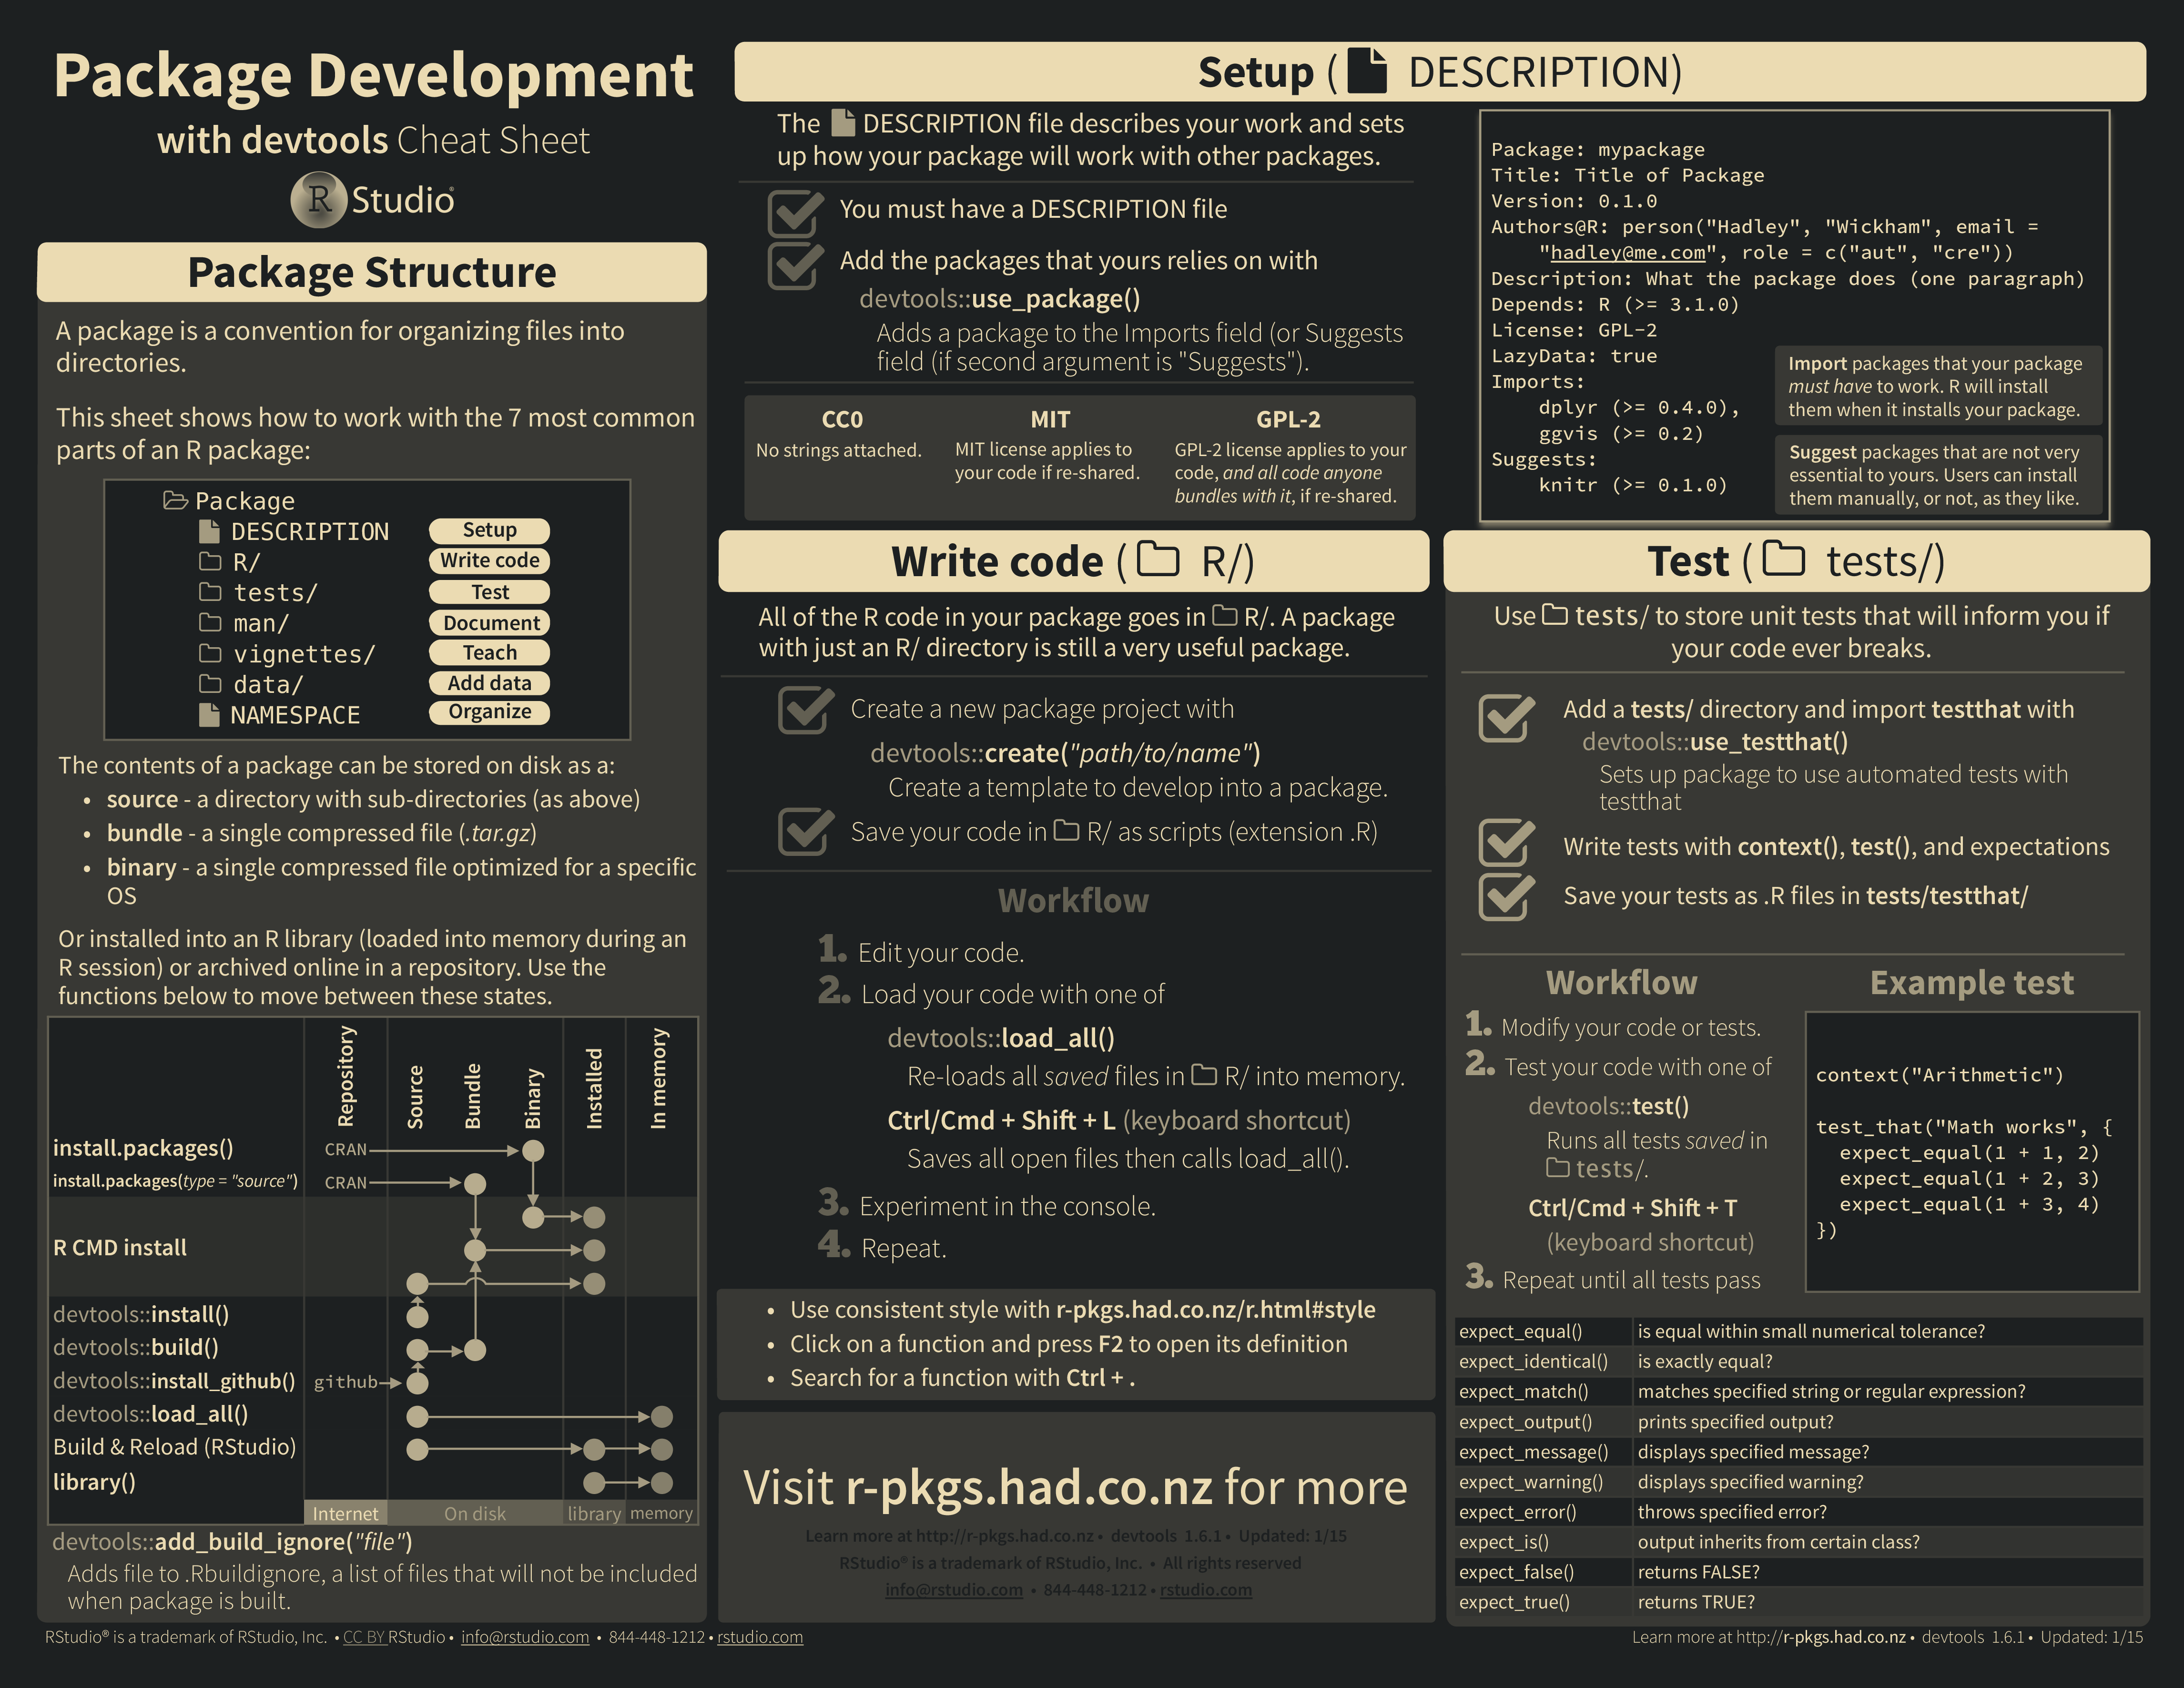 Package Development
with devtools Cheat Sheet
R Studio®
Package Structure
A package is a convention for organizing files into
directories.
This sheet shows how to work with the 7 most common
parts of an R package:
Package
DESCRIPTION Setup
R/ Write code
tests/ Test
man/ Document
vignettes/ Teach
data/ Add data
NAMESPACE Organize
The contents of a package can be stored on disk as a:
• source - a directory with sub-directories (as above)
• bundle - a single compressed file (.tar.gz)
• binary - a single compressed file optimized for a specific
OS
Or installed into an R library (loaded into memory during an
R session) or archived online in a repository. Use the
functions below to move between these states.
Repository Source Bundle Binary Installed In memory
install.packages() CRAN
install.packages(type = "source") CRAN
R CMD install
devtools::install()
devtools::build()
devtools::install_github() github
devtools::load_all()
Build & Reload (RStudio)
library()
Internet On disk library memory
devtools::add_build_ignore("file")
Adds file to .Rbuildignore, a list of files that will not be included
when package is built.
Setup ( DESCRIPTION)
The DESCRIPTION file describes your work and sets
up how your package will work with other packages.
You must have a DESCRIPTION file
Add the packages that yours relies on with
devtools::use_package()
Adds a package to the Imports field (or Suggests
field (if second argument is "Suggests").
CC0
No strings attached.
MIT
MIT license applies to
your code if re-shared.
GPL-2
GPL-2 license applies to your
code, and all code anyone
bundles with it, if re-shared.
Package: mypackage
Title: Title of Package
Version: 0.1.0
Authors@R: person("Hadley", "Wickham", email =
"hadley@me.com", role = c("aut", "cre"))
Description: What the package does (one paragraph)
Depends: R (>= 3.1.0)
License: GPL-2
LazyData: true
Imports:
dplyr (>= 0.4.0),
ggvis (>= 0.2)
Suggests:
knitr (>= 0.1.0)
Import packages that your package
must have to work. R will install
them when it installs your package.
Suggest packages that are not very
essential to yours. Users can install
them manually, or not, as they like.
Write code ( R/)
All of the R code in your package goes in R/. A package
with just an R/ directory is still a very useful package.
Create a new package project with
devtools::create("path/to/name")
Create a template to develop into a package.
Save your code in R/ as scripts (extension .R)
Workflow
1. Edit your code.
2. Load your code with one of
devtools::load_all()
Re-loads all saved files in R/ into memory.
Ctrl/Cmd + Shift + L (keyboard shortcut)
Saves all open files then calls load_all().
3. Experiment in the console.
4. Repeat.
• Use consistent style with r-pkgs.had.co.nz/r.html#style
• Click on a function and press F2 to open its definition
• Search for a function with Ctrl + .
Visit r-pkgs.had.co.nz for more
Learn more at http://r-pkgs.had.co.nz • devtools 1.6.1 • Updated: 1/15
RStudio® is a trademark of RStudio, Inc. • All rights reserved
info@rstudio.com • 844-448-1212 • rstudio.com
Test ( tests/)
Use tests/ to store unit tests that will inform you if
your code ever breaks.
Add a tests/ directory and import testthat with
devtools::use_testthat()
Sets up package to use automated tests with
testthat
Write tests with context(), test(), and expectations
Save your tests as .R files in tests/testthat/
Workflow
1. Modify your code or tests.
2. Test your code with one of
devtools::test()
Runs all tests saved in
tests/.
Ctrl/Cmd + Shift + T
(keyboard shortcut)
3. Repeat until all tests pass
Example test
context("Arithmetic")
test_that("Math works", {
expect_equal(1 + 1, 2)
expect_equal(1 + 2, 3)
expect_equal(1 + 3, 4)
})
expect_equal() is equal within small numerical tolerance?
expect_identical() is exactly equal?
expect_match() matches specified string or regular expression?
expect_output() prints specified output?
expect_message() displays specified message?
expect_warning() displays specified warning?
expect_error() throws specified error?
expect_is() output inherits from certain class?
expect_false() returns FALSE?
expect_true() returns TRUE?
RStudio® is a trademark of RStudio, Inc. • CC BY RStudio • info@rstudio.com • 844-448-1212 • rstudio.com
Learn more at http://r-pkgs.had.co.nz • devtools 1.6.1 • Updated: 1/15